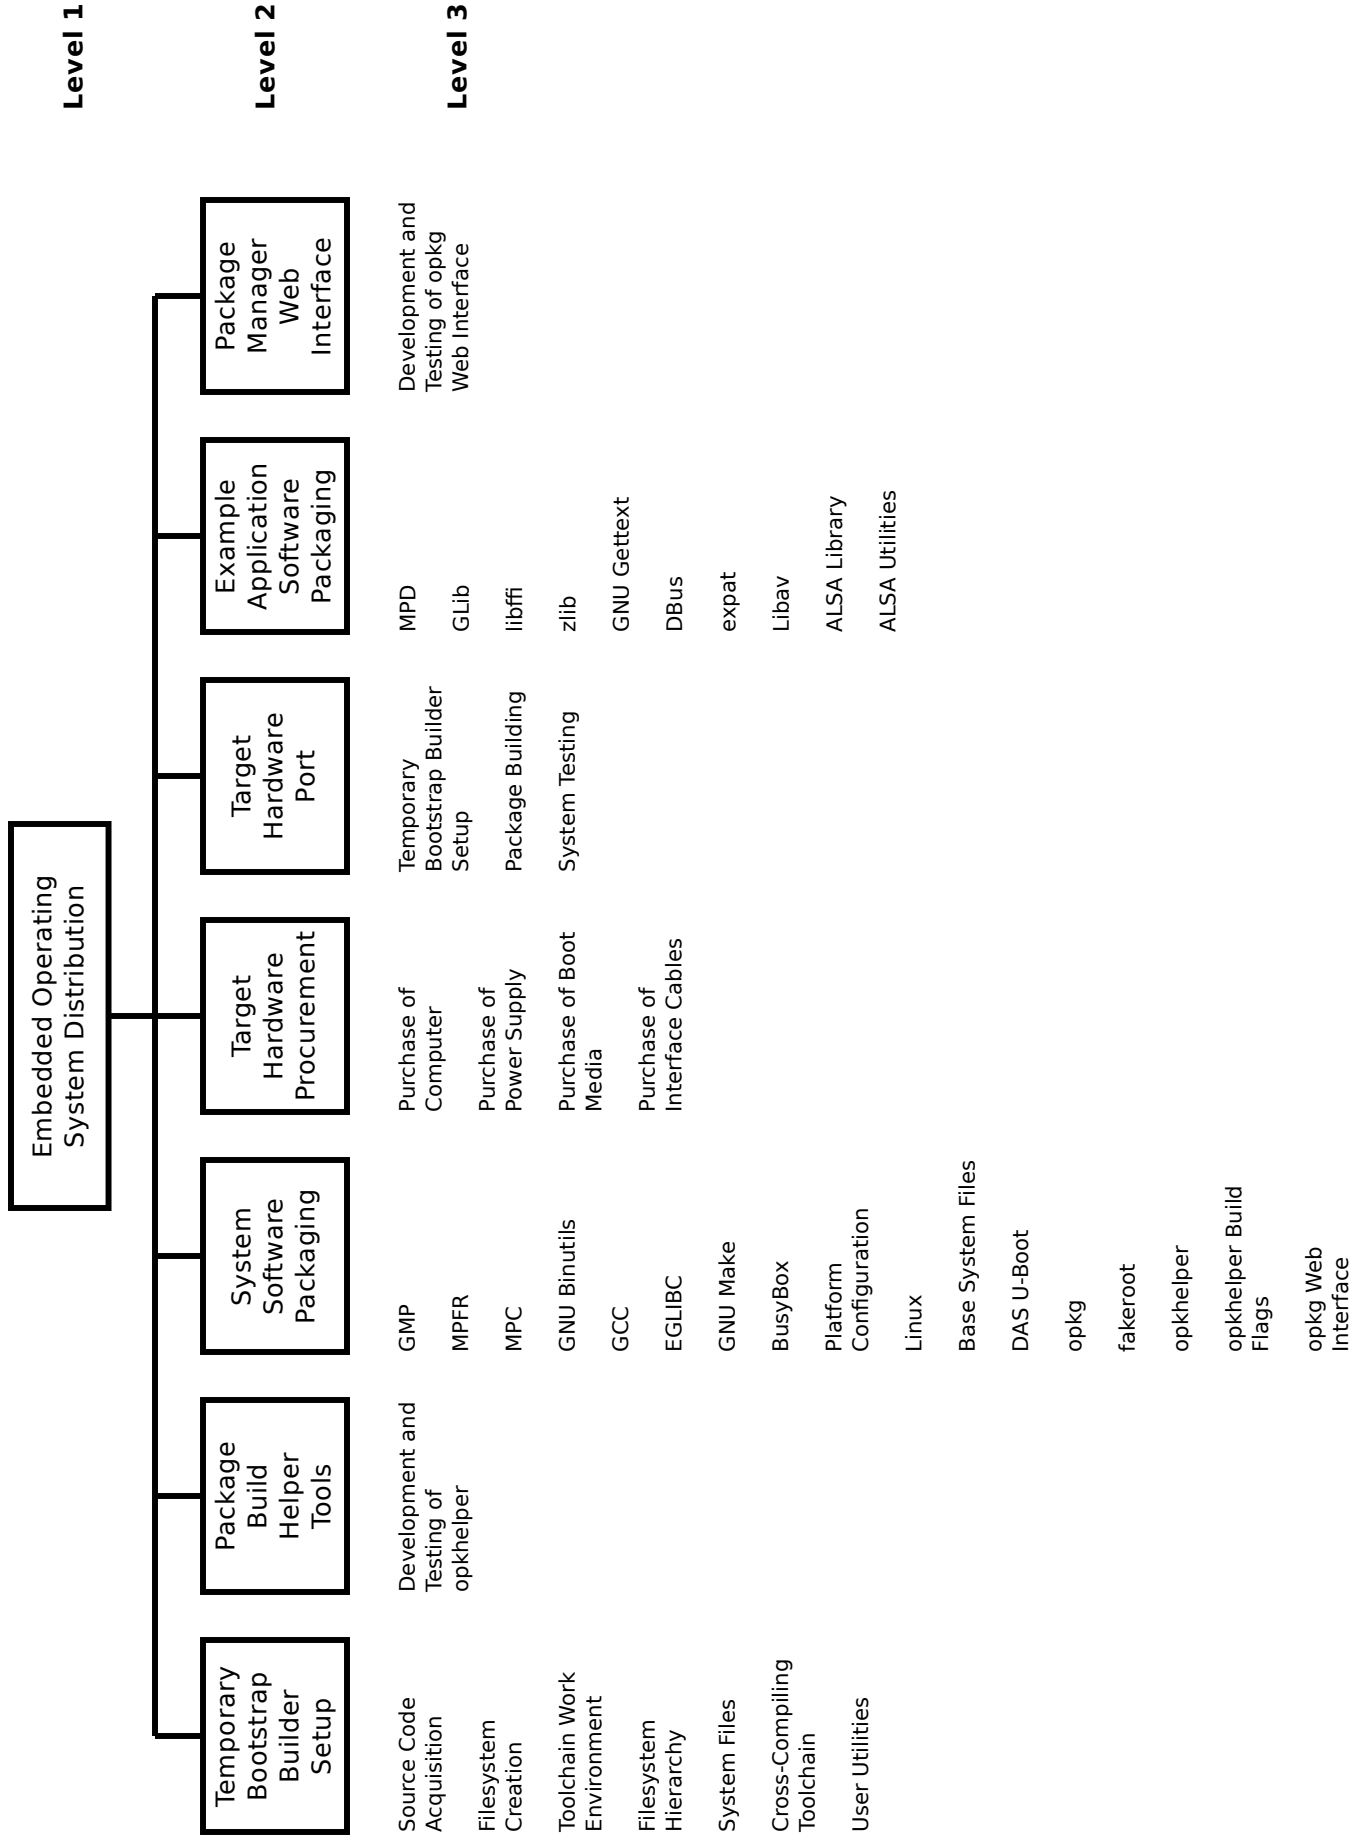 Embedded Operating
System Distribution
Level 1
Temporary
Bootstrap
Builder
Setup
Package
Build
Helper
Tools
System
Software
Packaging
Target
Hardware
Procurement
Target
Hardware
Port
Example
Application
Software
Packaging
Package
Manager
Web
Interface
Level 2
Source Code
Acquisition
Filesystem
Creation
Toolchain Work
Environment
Filesystem
Hierarchy
System Files
Cross-Compiling
Toolchain
User Utilities
Development and
Testing of
opkhelper
GMP
MPFR
MPC
GNU Binutils
GCC
EGLIBC
GNU Make
BusyBox
Platform
Configuration
Linux
Base System Files
DAS U-Boot
opkg
fakeroot
opkhelper
opkhelper Build
Flags
opkg Web
Interface
Purchase of
Computer
Purchase of
Power Supply
Purchase of Boot
Media
Purchase of
Interface Cables
Temporary
Bootstrap Builder
Setup
Package Building
System Testing
MPD
GLib
libffi
zlib
GNU Gettext
DBus
expat
Libav
ALSA Library
ALSA Utilities
Development and
Testing of opkg
Web Interface
Level 3